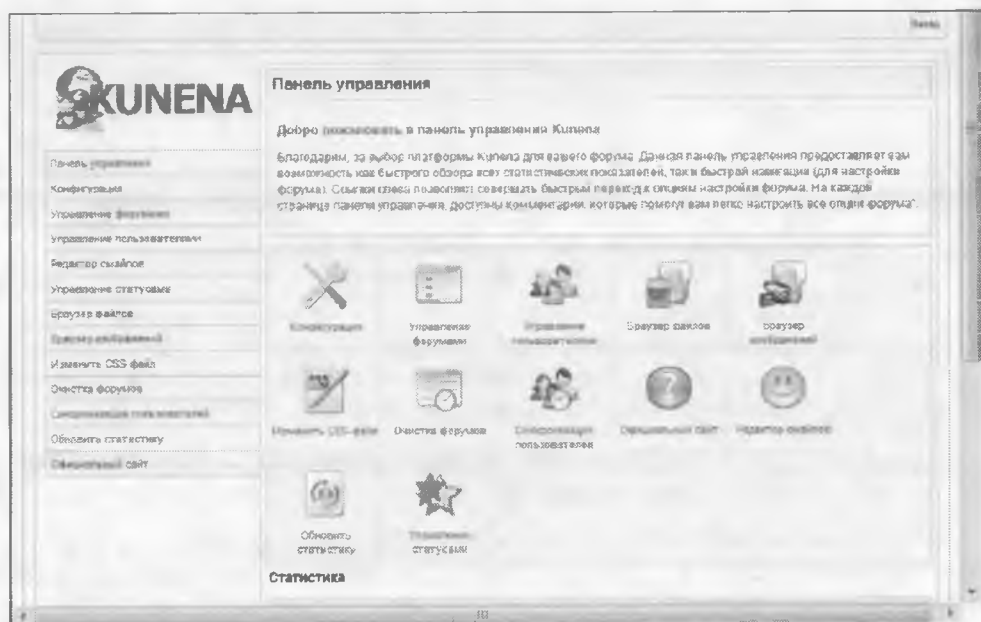 Назад
KUNENA
Панель управления
Добро пожаловать в панель управления Kunena
Благодарим, за выбор платформы Кунена для вашего форума. Данная панель управления предоставляет вам
возможность как быстрого обзора всех статистических показателей, так и быстрой навигации (для настройки
форума). Ссылки слева позволяют совершать быстрый переход к опциям настройки форума. На каждой
странице панели управления, доступны комментарии, которые помогут вам легко настроить все опции форума".
Панель управления
Конфигурация
Управление форумами
Управление пользователями
Редактор смайлов
Управление статусами
Браузер файлов
Браузер изображений
Изменить CSS файл
Очистка форумов
Синхронизация пользователей
Обновить статистику
Официальный сайт
Конфигурация
Управление
форумами
Управление
пользователями
Браузер файлов
Браузер
изображений
Изменить CSS-файл
Очистка форумов
Синхронизация
пользователей
Официальный сайт
Редактор смайлов
Обновить
статистику
Управление
статусами
Статистика